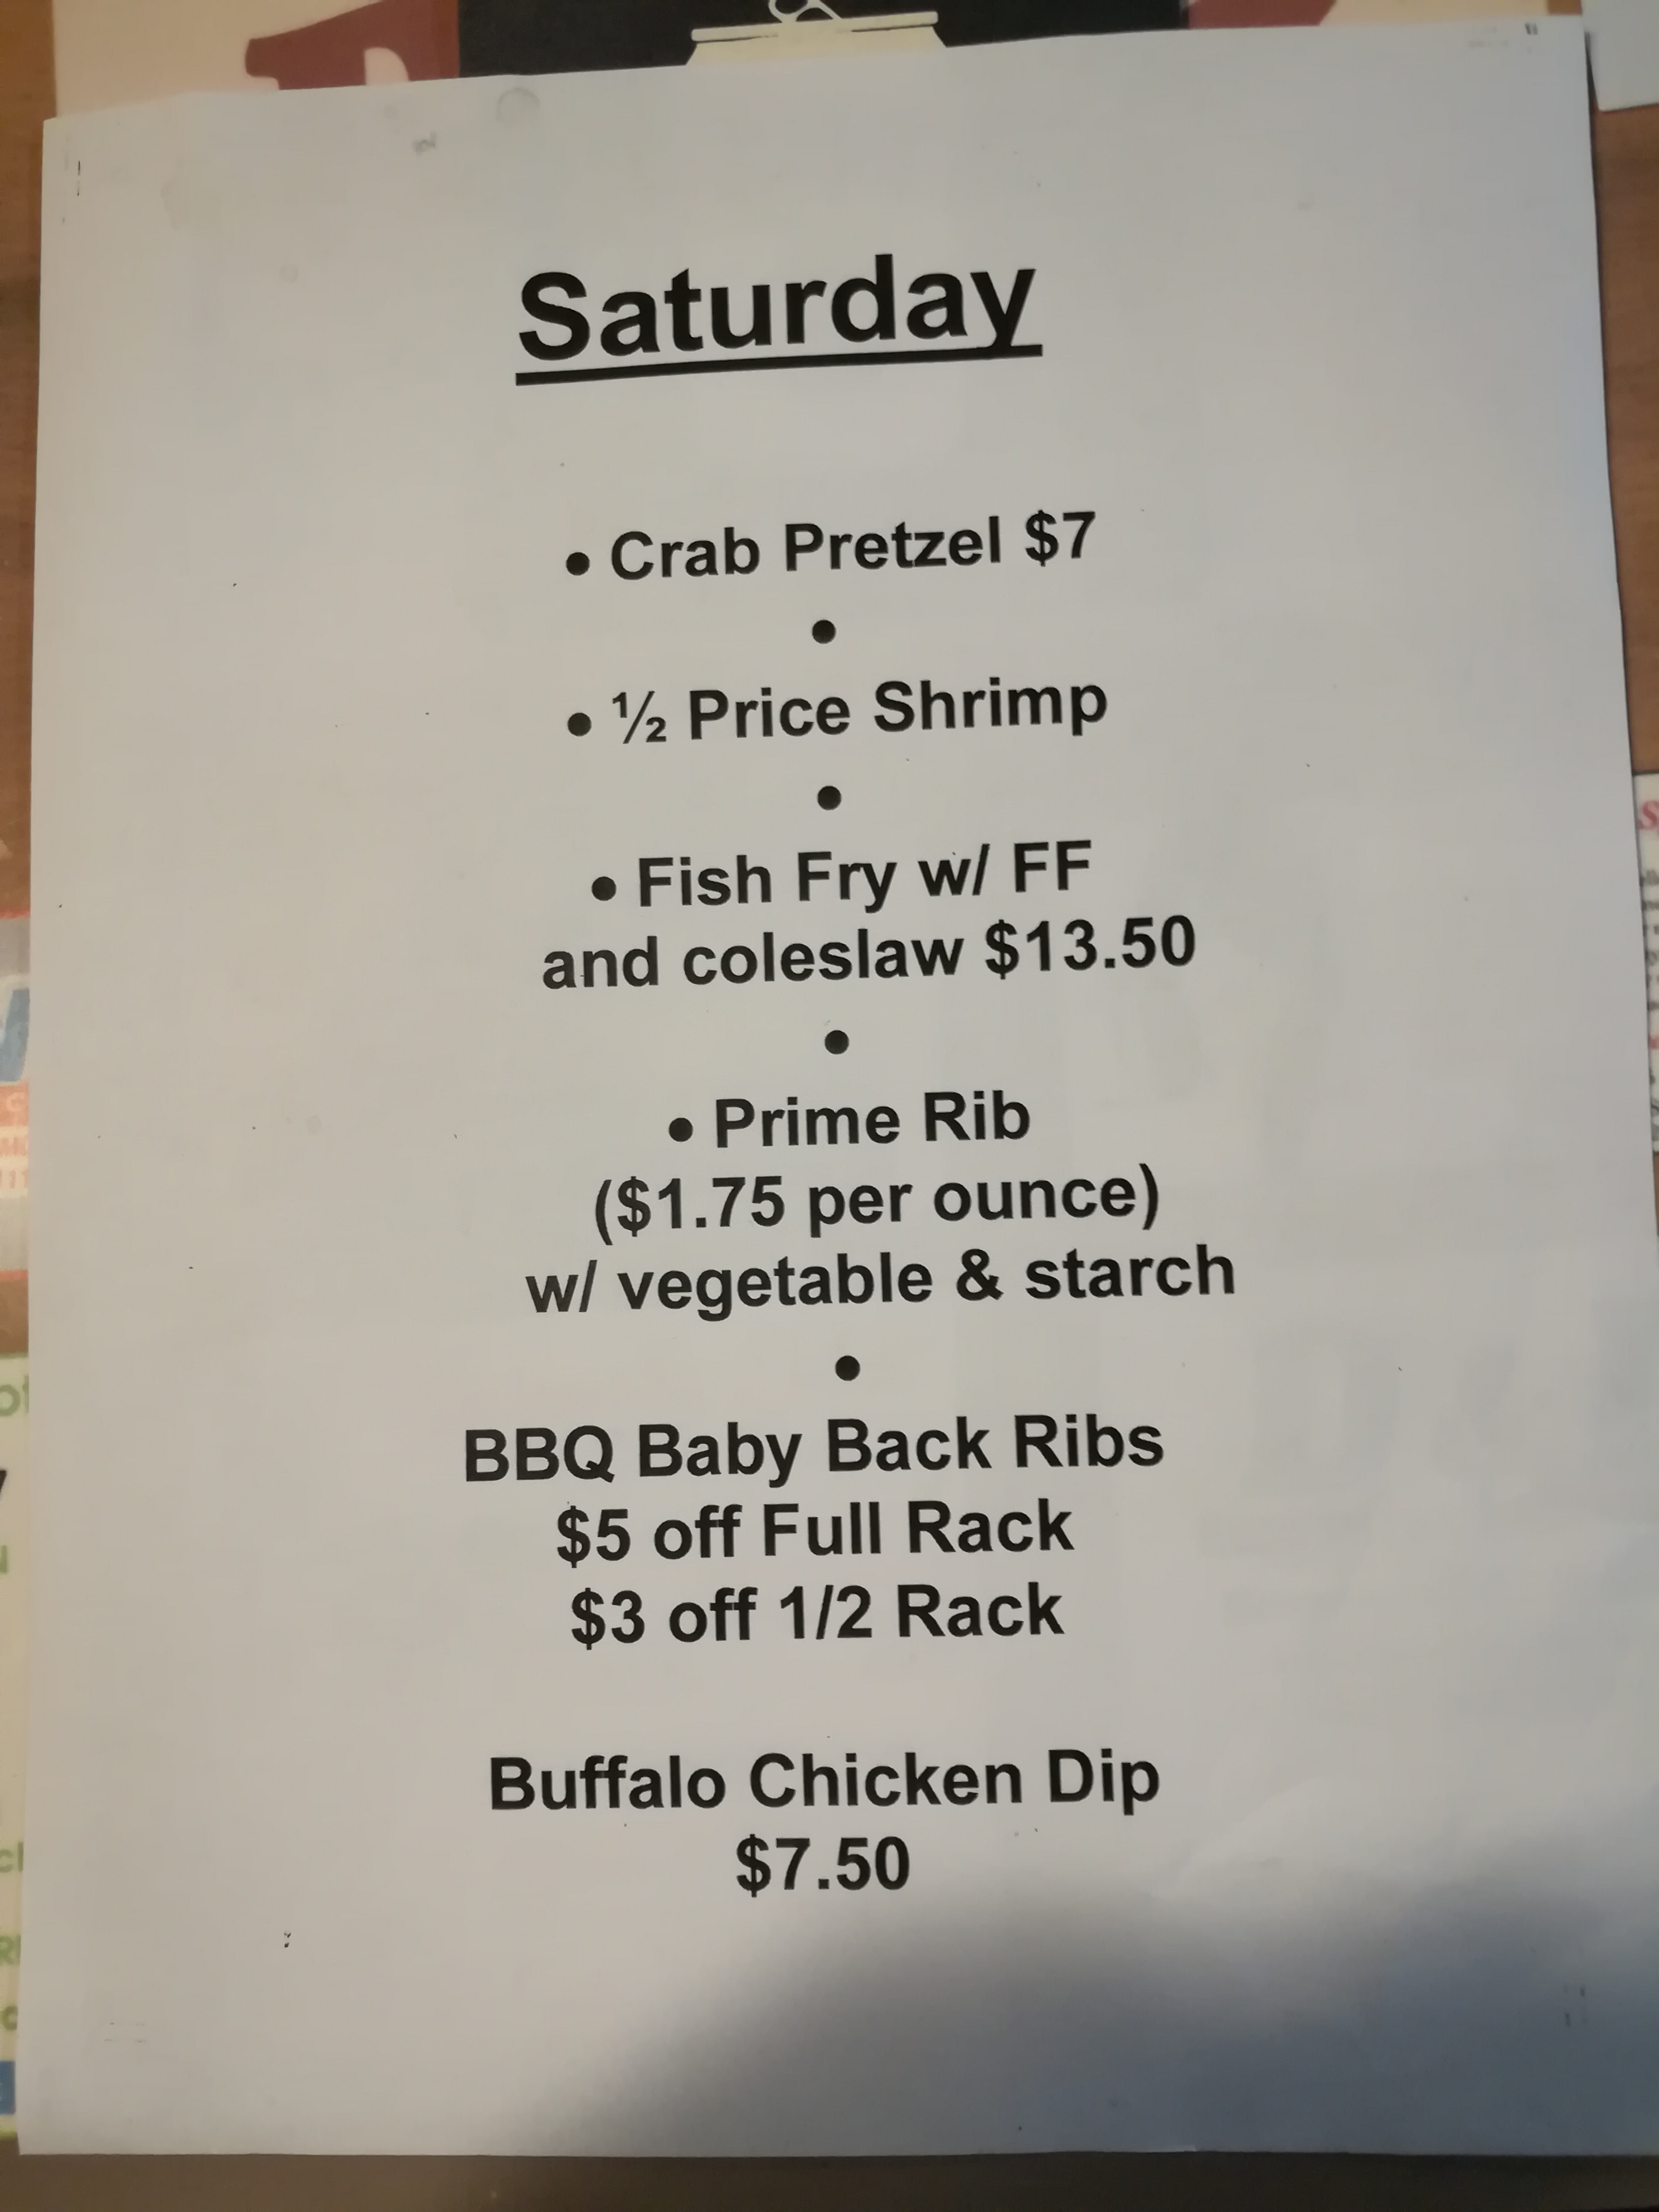 Saturday
• Crab Pretzel $7
•
• ½ Price Shrimp
•
• Fish Fry w/ FF
and coleslaw $13.50
•
• Prime Rib
($1.75 per ounce)
w/ vegetable & starch
•
BBQ Baby Back Ribs
$5 off Full Rack
$3 off 1/2 Rack
Buffalo Chicken Dip
$7.50